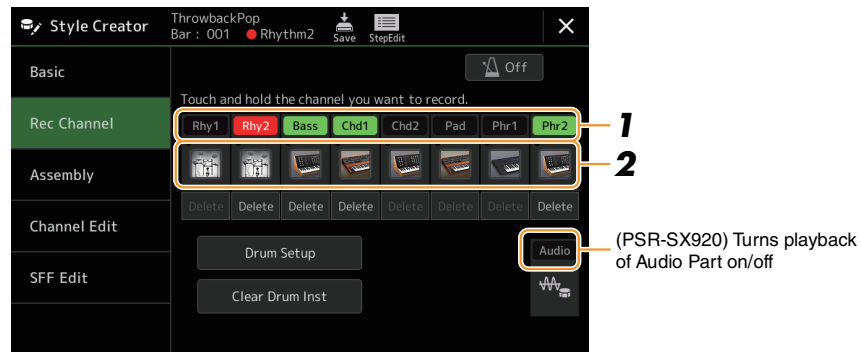 Style Creator
ThrowbackPop
Bar : 001 Rhythm2
Save StepEdit
Basic
Off
Touch and hold the channel you want to record.
Rec Channel
Rhy1 Rhy2 Bass Chd1 Chd2 Pad Phr1 Phr2
1
2
Assembly
Delete Delete Delete Delete Delete Delete Delete Delete
Channel Edit
Drum Setup
Audio
(PSR-SX920) Turns playback
of Audio Part on/off
SFF Edit
Clear Drum Inst